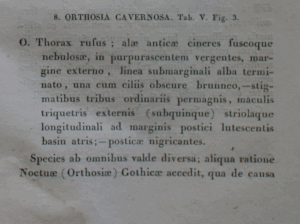 8. ORTHOSIA CAVERNOSA. Tab. V. Fig. 3.
O. Thorax rufus; alæ anticæ cineres fuscoque
nebulosæ, in purpurascentem vergentes, mar-
gine externo, linea submarginali alba termi-
nato, una cum ciliis obscure brunneo,—stig-
matibus tribus ordinariis permagnis, maculis
triquetris externis (subquinque) striolaque
longitudinali ad marginis postici lutescentis
basin atris;—posticæ nigricantes.
Species ab omnibus valde diversa; aliqua ratione
Noctuæ (Orthosiæ) Gothicæ accedit, qua de causa